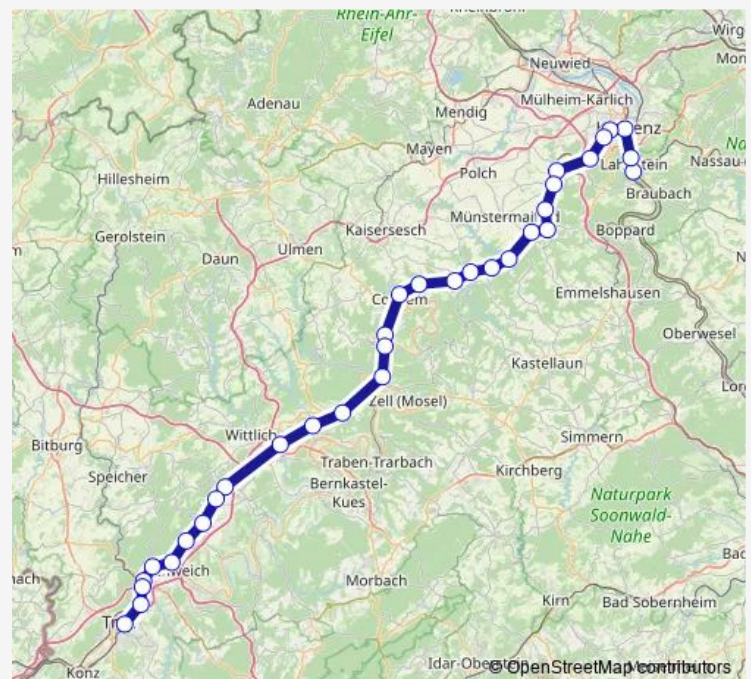 Rhein-Ahr-
Eifel
Wirg
Mon
Neuwied
Mülheim-Kärlich
Adenau
Mendig
Mayen
Nassau
Polch
Hillesheim
Braubach
Kaisersesch
Boppard
Gerolstein
Ulmen
Daun
Emmelshausen
Oberwesel
Kastellaun
Zell (Mosel)
Wittlich
Simmern
Bitburg
Traben-Trarbach
Speicher
Kirchberg
Bernkastel-
Kues
Naturpark
Soonwald-
Nahe
Morbach
Kirn
Bad Sobernheim
Konz
© OpenStreetMap contributors